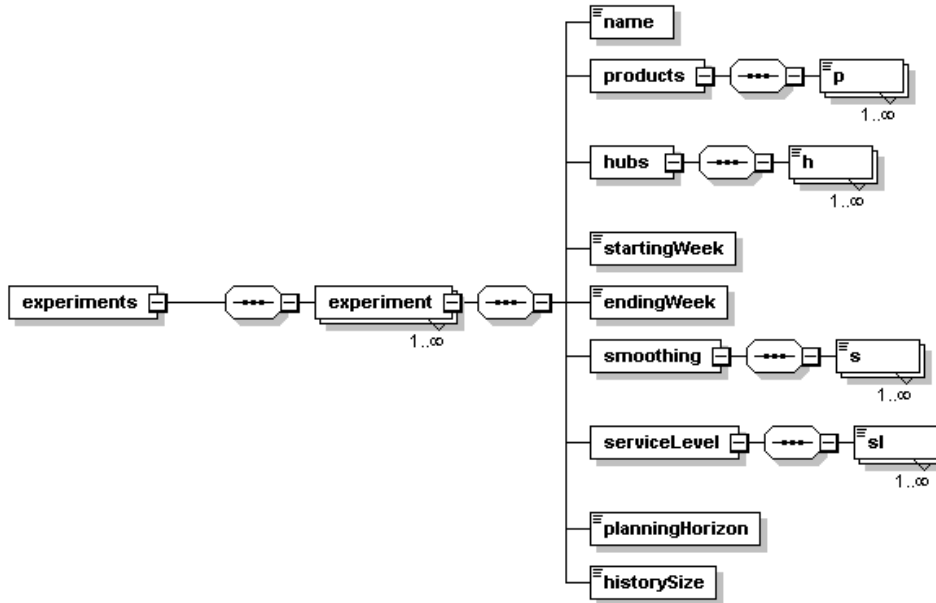 name
products
p
1..∞
hubs
h
1..∞
startingWeek
experiments
experiment
1..∞
endingWeek
smoothing
s
1..∞
serviceLevel
sl
1..∞
planningHorizon
historySize